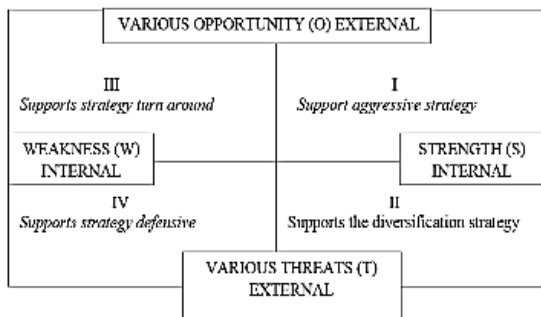 VARIOUS OPPORTUNITY (O) EXTERNAL
III
Supports strategy turn around
I
Support aggressive strategy
WEAKNESS (W)
INTERNAL
STRENGTH (S)
INTERNAL
IV
Supports strategy defensive
II
Supports the diversification strategy
VARIOUS THREATS (T)
EXTERNAL